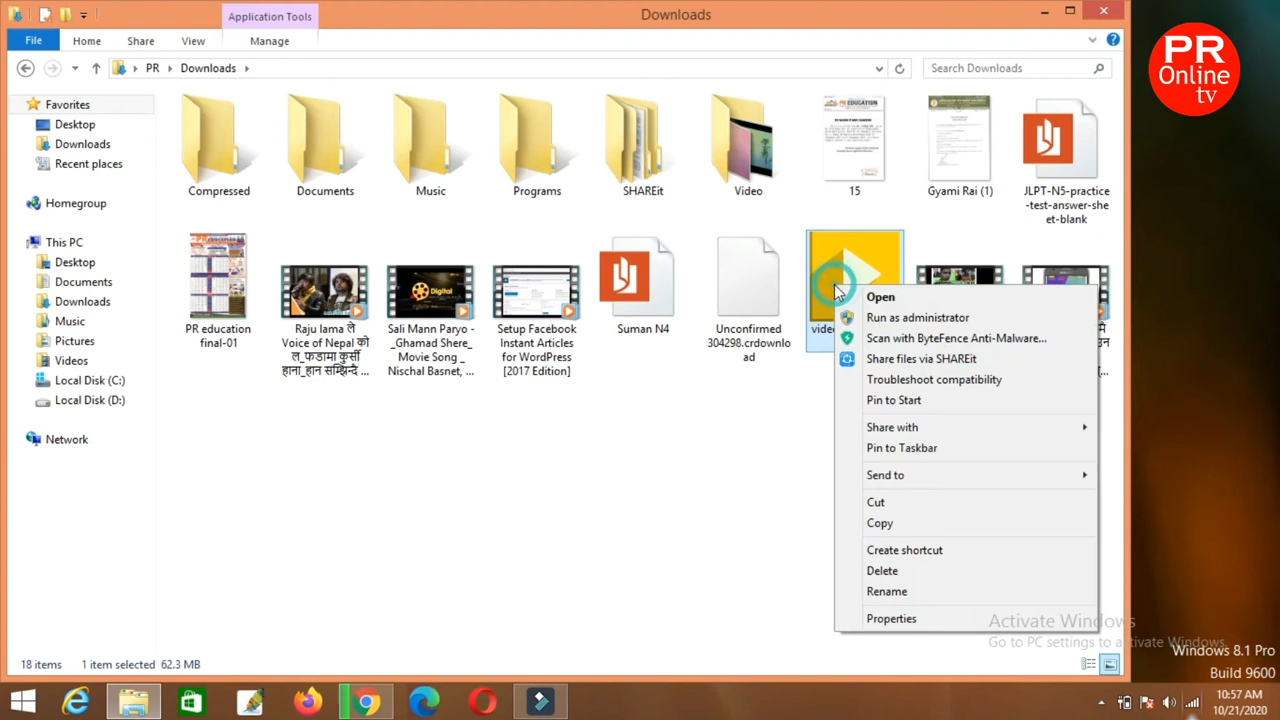 Application Tools
Downloads
File
Home
Share
View
Manage
PR
Downloads
Search Downloads
PR
Online
tv
Favorites
Desktop
Downloads
Recent places
Homegroup
This PC
Desktop
Documents
Downloads
Music
Pictures
Videos
Local Disk (C:)
Local Disk (D:)
Network
Compressed
Documents
Music
Programs
SHAREit
Video
15
Gyami Rai (1)
JLPT-N5-practice
-test-answer-she
et-blank
PR education
final-01
Raju lama ले
Voice of Nepal को
हाना_हान सम्झिन्दै ...
Sali Mann Paryo -
_Ghamad Shere_
Movie Song _
Nischal Basnet, ...
Setup Facebook
Instant Articles
for WordPress
[2017 Edition]
Suman N4
Unconfirmed
304298.crdownlo
ad
Open
Run as administrator
Scan with ByteFence Anti-Malware...
Share files via SHAREit
Troubleshoot compatibility
Pin to Start
Share with
Pin to Taskbar
Send to
Cut
Copy
Create shortcut
Delete
Rename
Properties
Activate Windows
Go to PC settings to activate Windows.
18 items
1 item selected 62.3 MB
Windows 8.1 Pro
Build 9600
10:57 AM
10/21/2020